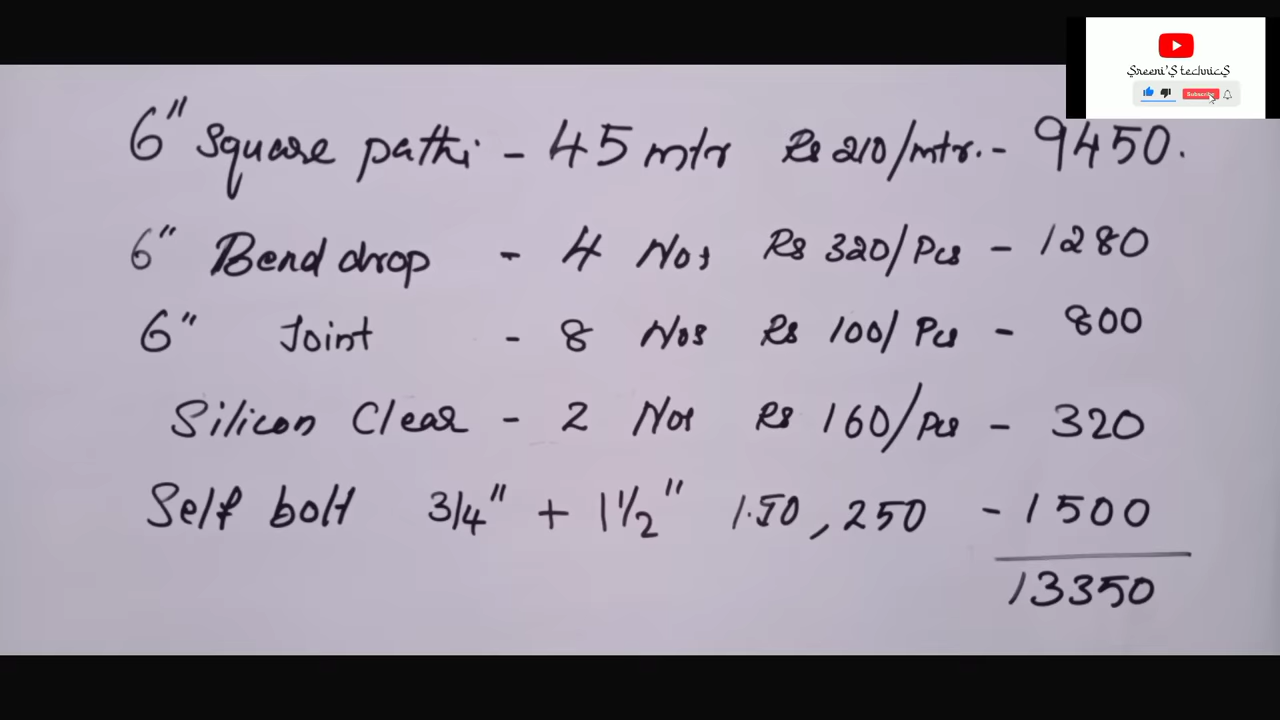 Sreeni'S technicS
Subscribe
6" Square pathi - 45 mtr Rs 210/mtr. - 9450.
6" Bend drop - 4 Nos Rs 320/Pcs - 1280
6" Joint - 8 Nos Rs 100/Pcs - 800
Silicon Clear - 2 Nos Rs 160/Pcs - 320
Self bolt 3/4" + 1 1/2" 1.50, 250 - 1500
13350